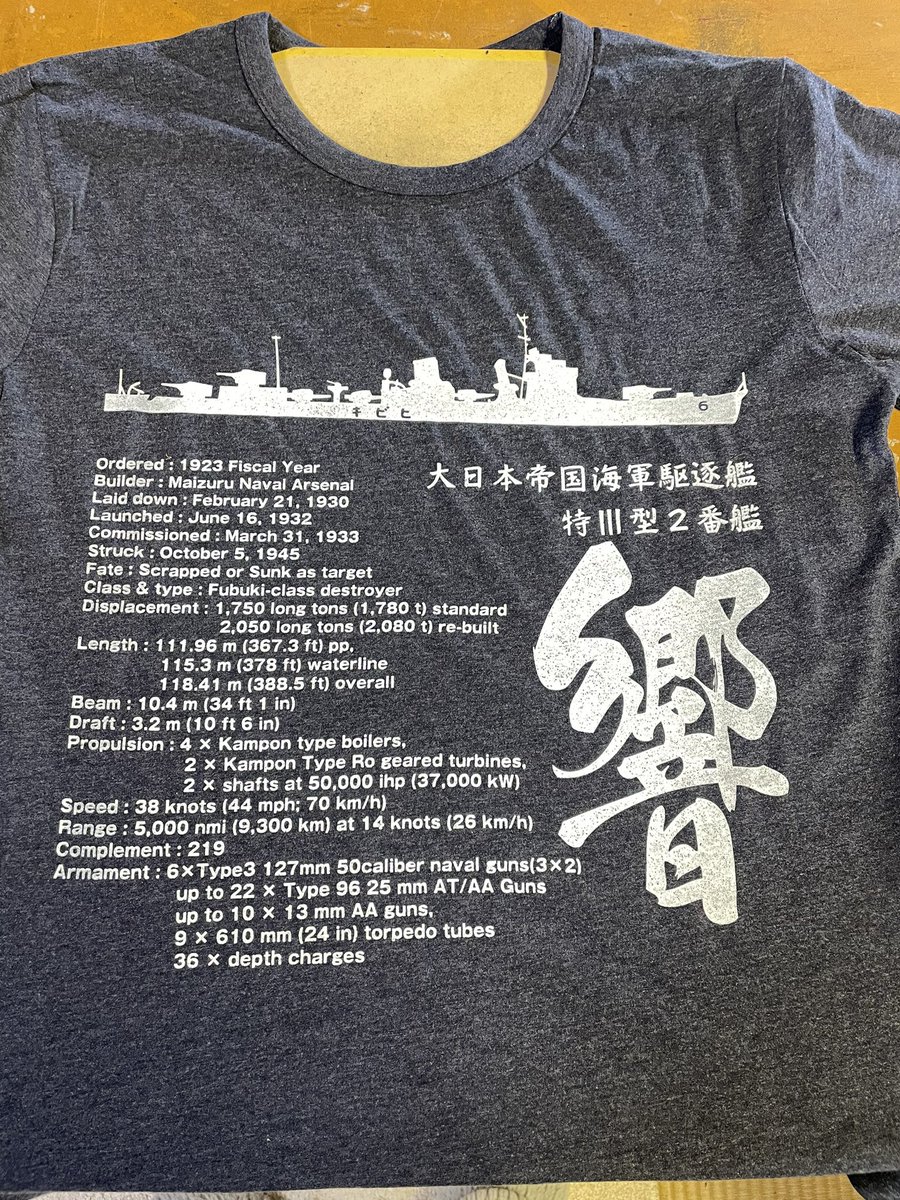 キビヒ
6
Ordered : 1923 Fiscal Year
Builder : Maizuru Naval Arsenal
Laid down : February 21, 1930
Launched : June 16, 1932
Commissioned : March 31, 1933
Struck : October 5, 1945
Fate : Scrapped or Sunk as target
Class & type : Fubuki-class destroyer
Displacement : 1,750 long tons (1,780 t) standard
2,050 long tons (2,080 t) re-built
Length : 111.96 m (367.3 ft) pp,
115.3 m (378 ft) waterline
118.41 m (388.5 ft) overall
Beam : 10.4 m (34 ft 1 in)
Draft : 3.2 m (10 ft 6 in)
Propulsion : 4 × Kampon type boilers,
2 × Kampon Type Ro geared turbines,
2 × shafts at 50,000 ihp (37,000 kW)
Speed : 38 knots (44 mph; 70 km/h)
Range : 5,000 nmi (9,300 km) at 14 knots (26 km/h)
Complement : 219
Armament : 6×Type3 127mm 50caliber naval guns(3×2)
up to 22 × Type 96 25 mm AT/AA Guns
up to 10 × 13 mm AA guns,
9 × 610 mm (24 in) torpedo tubes
36 × depth charges
大日本帝国海軍駆逐艦
特III型2番艦
響